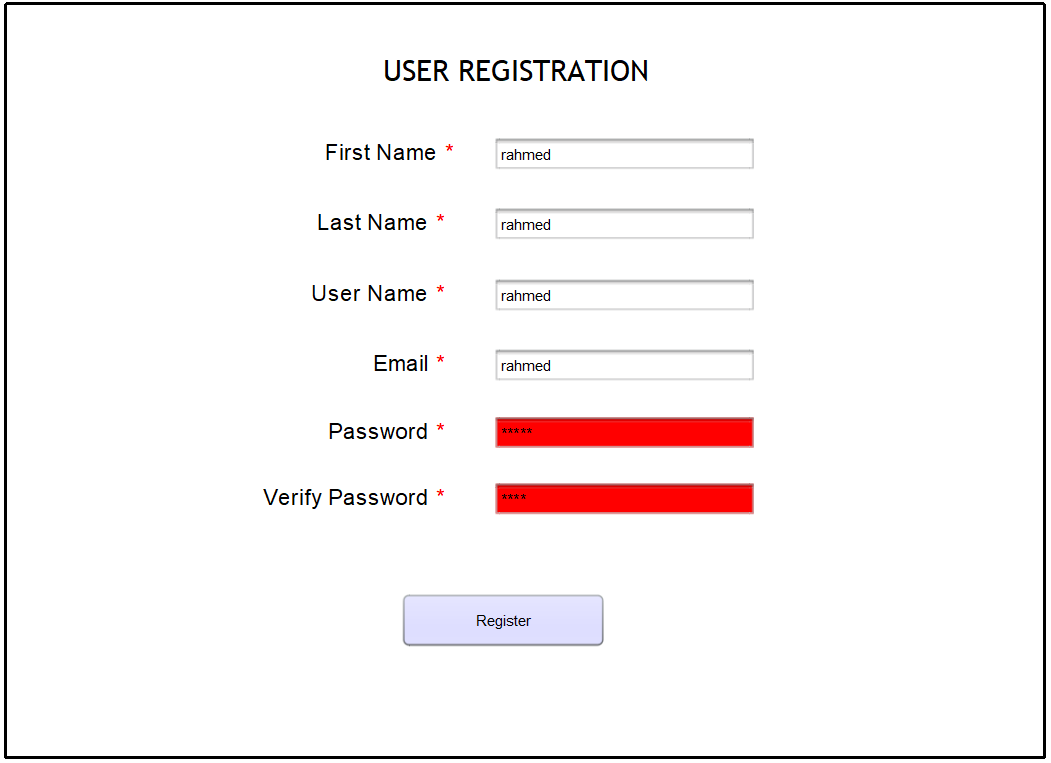 USER REGISTRATION
First Name * rahmed
Last Name * rahmed
User Name * rahmed
Email * rahmed
Password * *****
Verify Password * ****
Register